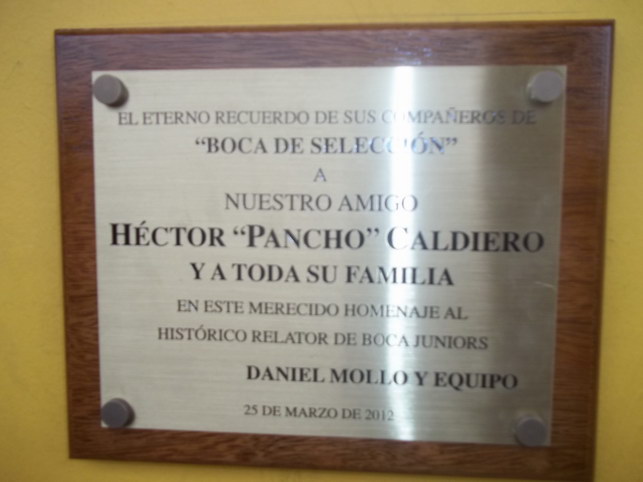 EL ETERNO RECUERDO DE SUS COMPAÑEROS DE
“BOCA DE SELECCIÓN”
A
NUESTRO AMIGO
HÉCTOR “PANCHO” CALDIERO
Y A TODA SU FAMILIA
EN ESTE MERECIDO HOMENAJE AL
HISTÓRICO RELATOR DE BOCA JUNIORS
DANIEL MOLLO Y EQUIPO
25 DE MARZO DE 2012